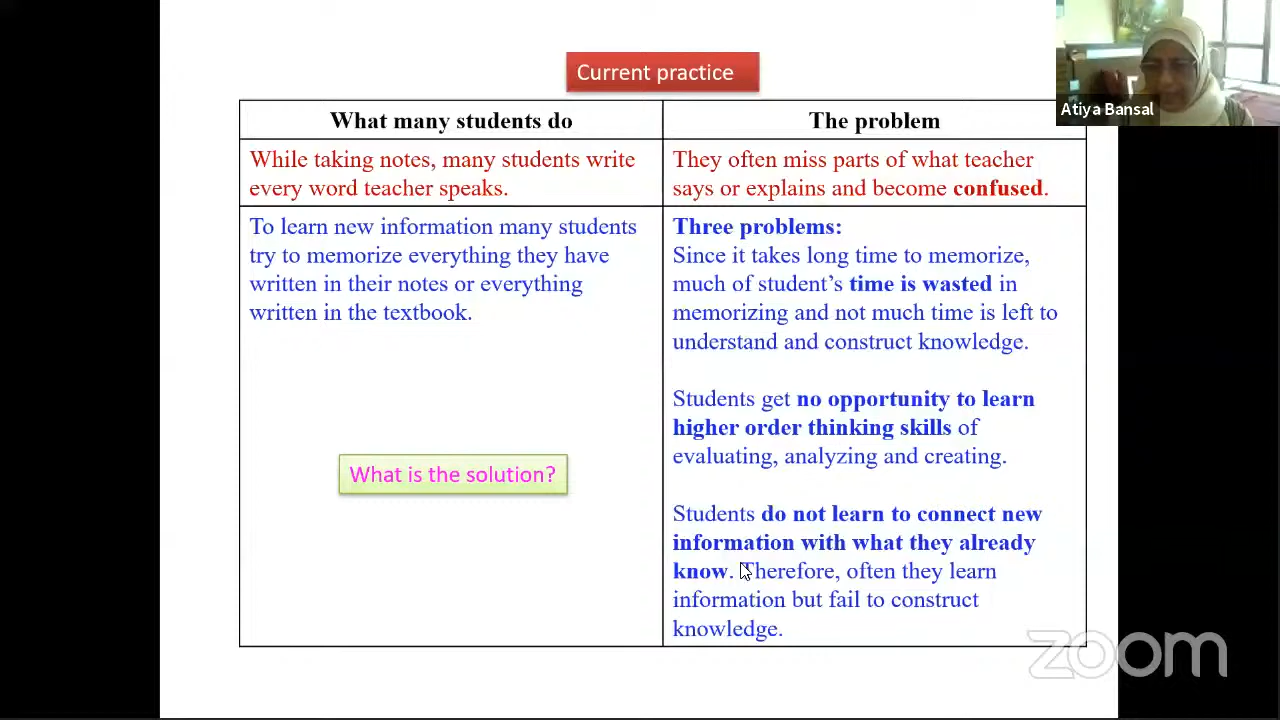 Current practice
Atiya Bansal
What many students do
The problem
While taking notes, many students write
every word teacher speaks.
They often miss parts of what teacher
says or explains and become confused.
To learn new information many students
try to memorize everything they have
written in their notes or everything
written in the textbook.
What is the solution?
Three problems:
Since it takes long time to memorize,
much of student’s time is wasted in
memorizing and not much time is left to
understand and construct knowledge.
Students get no opportunity to learn
higher order thinking skills of
evaluating, analyzing and creating.
Students do not learn to connect new
information with what they already
know. Therefore, often they learn
information but fail to construct
knowledge.
zoom